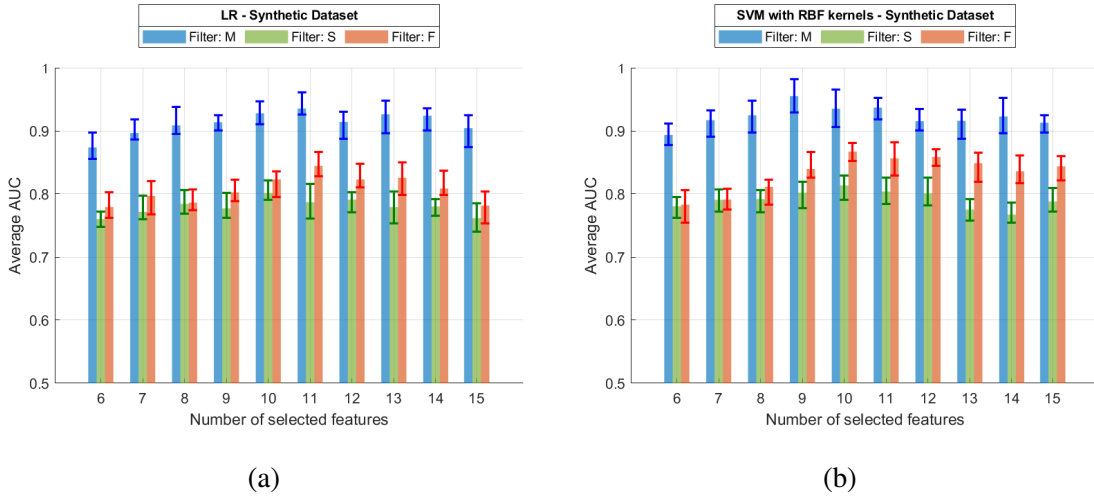 LR - Synthetic Dataset
Filter: M Filter: S Filter: F
1
0.9
0.8
0.7
0.6
0.5
Average AUC
6 7 8 9 10 11 12 13 14 15
Number of selected features
(a)
SVM with RBF kernels - Synthetic Dataset
Filter: M Filter: S Filter: F
1
0.9
0.8
0.7
0.6
0.5
Average AUC
6 7 8 9 10 11 12 13 14 15
Number of selected features
(b)